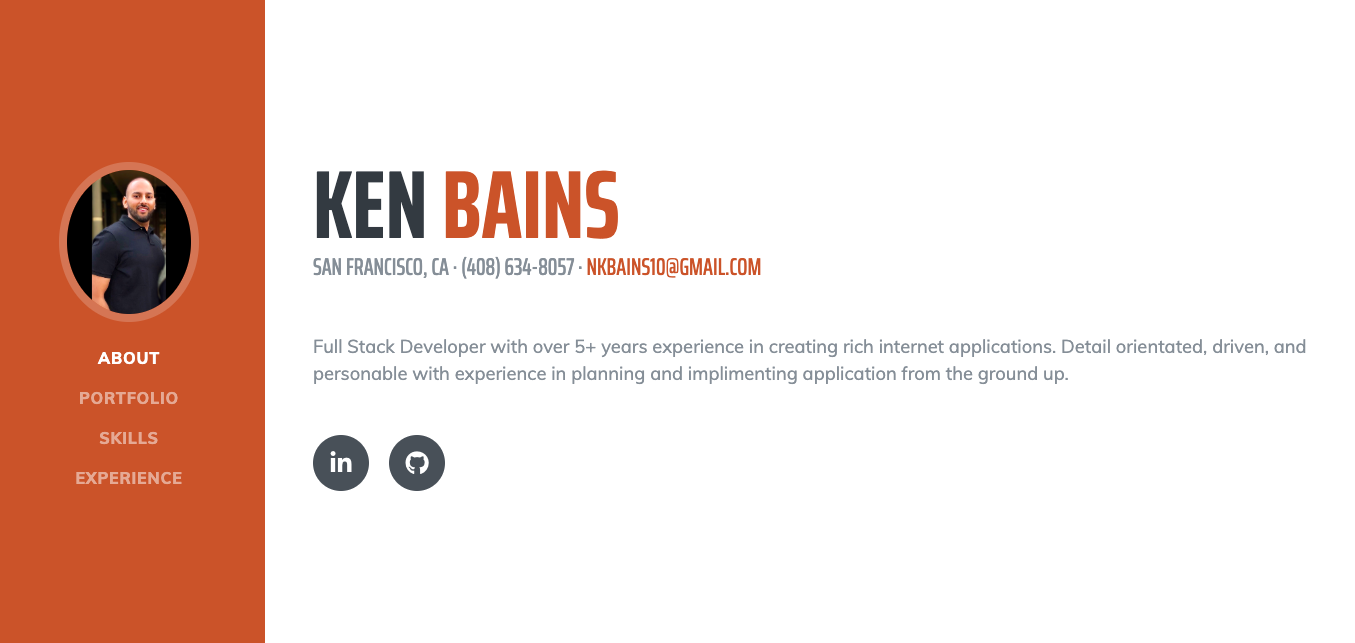 ABOUT
PORTFOLIO
SKILLS
EXPERIENCE
KEN BAINS
SAN FRANCISCO, CA · (408) 634-8057 · NKBAINS10@GMAIL.COM
Full Stack Developer with over 5+ years experience in creating rich internet applications. Detail orientated, driven, and
personable with experience in planning and implimenting application from the ground up.
in